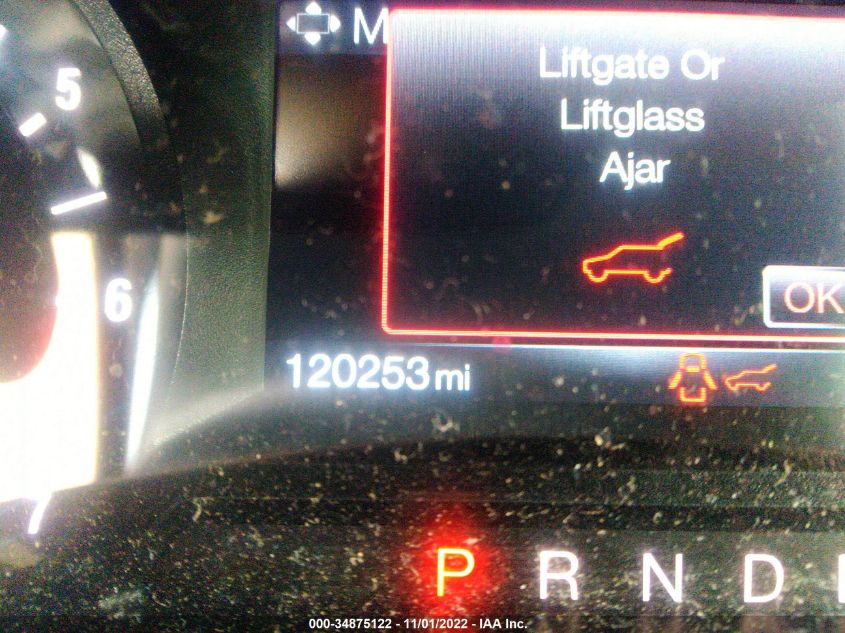 5
6
M
Liftgate Or
Liftglass
Ajar
OK
120253 mi
P R N D
000-34875122 - 11/01/2022 - IAA Inc.